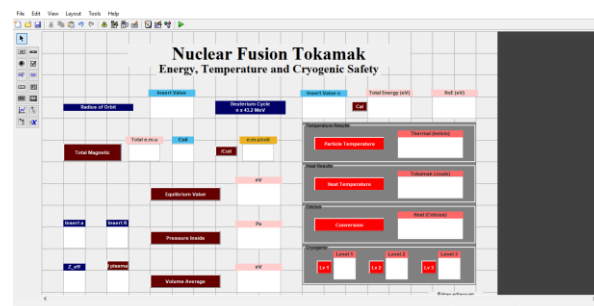 File Edit View Layout Tools Help
Nuclear Fusion Tokamak
Energy, Temperature and Cryogenic Safety
Insert Value Insert Value n Total Energy (eV) RoE (eV)
Radius of Orbit Deuterium Cycle
n x 43.2 MeV Cal
Temperature Results
Total e.m.u Coil e.m.u/coil Thermal (kelvin)
Total Magnetic /Coil Particle Temperature
Heat Results
eV Tokamak (Joule)
Equilibrium Value Heat Temperature
Celsius
Insert a Insert B Pa Heat (Celsius)
Pressure Inside Conversion
Cryogenic
Level 1 Level 2 Level 3
Z_eff eV
Lv 1 Lv 2 Lv 3
Volume Average